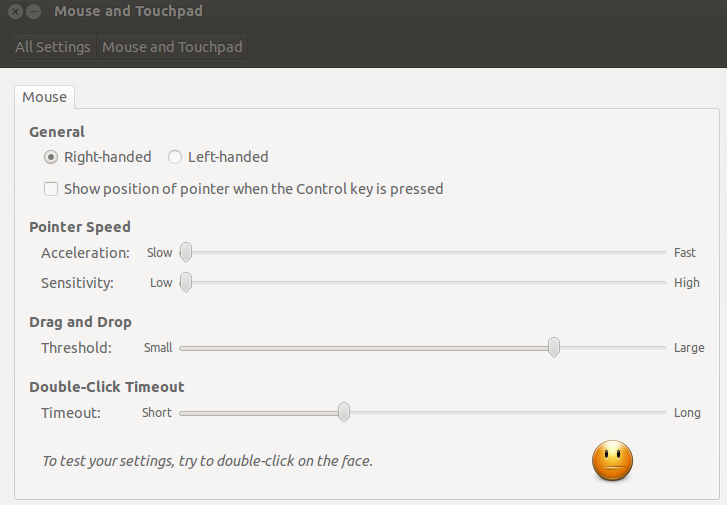 Mouse and Touchpad
All Settings Mouse and Touchpad
Mouse
General
Right-handed Left-handed
Show position of pointer when the Control key is pressed
Pointer Speed
Acceleration: Slow Fast
Sensitivity: Low High
Drag and Drop
Threshold: Small Large
Double-Click Timeout
Timeout: Short Long
To test your settings, try to double-click on the face.